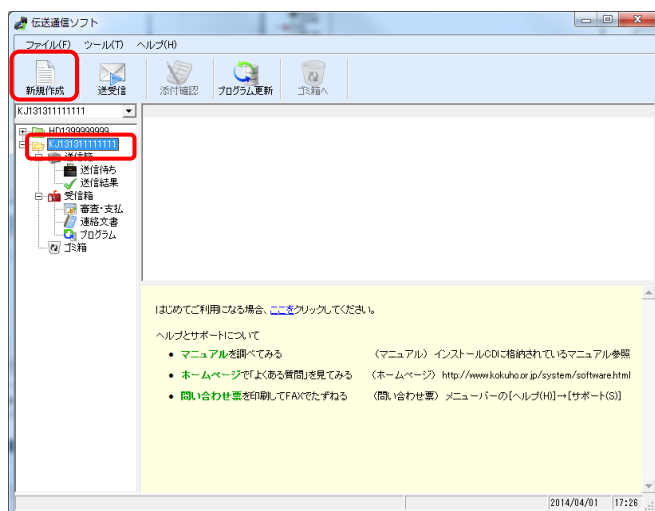 伝送通信ソフト
ファイル(F) ツール(T) ヘルプ(H)
新規作成 送受信 添付確認 プログラム更新 ゴミ箱へ
KJ131311111111
HD1399999999
KJ131311111111
送信箱
送信待ち
送信結果
受信箱
審査・支払
連絡文書
プログラム
ゴミ箱
はじめてご利用になる場合、ここをクリックしてください。
ヘルプとサポートについて
• マニュアルを調べてみる (マニュアル) インストールCDに格納されているマニュアル参照
• ホームページで「よくある質問」を見てみる (ホームページ) http://www.kokuho.or.jp/system/software.html
• 問い合わせ票を印刷してFAXでたずねる (問い合わせ票) メニューバーの[ヘルプ(H)]→[サポート(S)]
2014/04/01 17:26